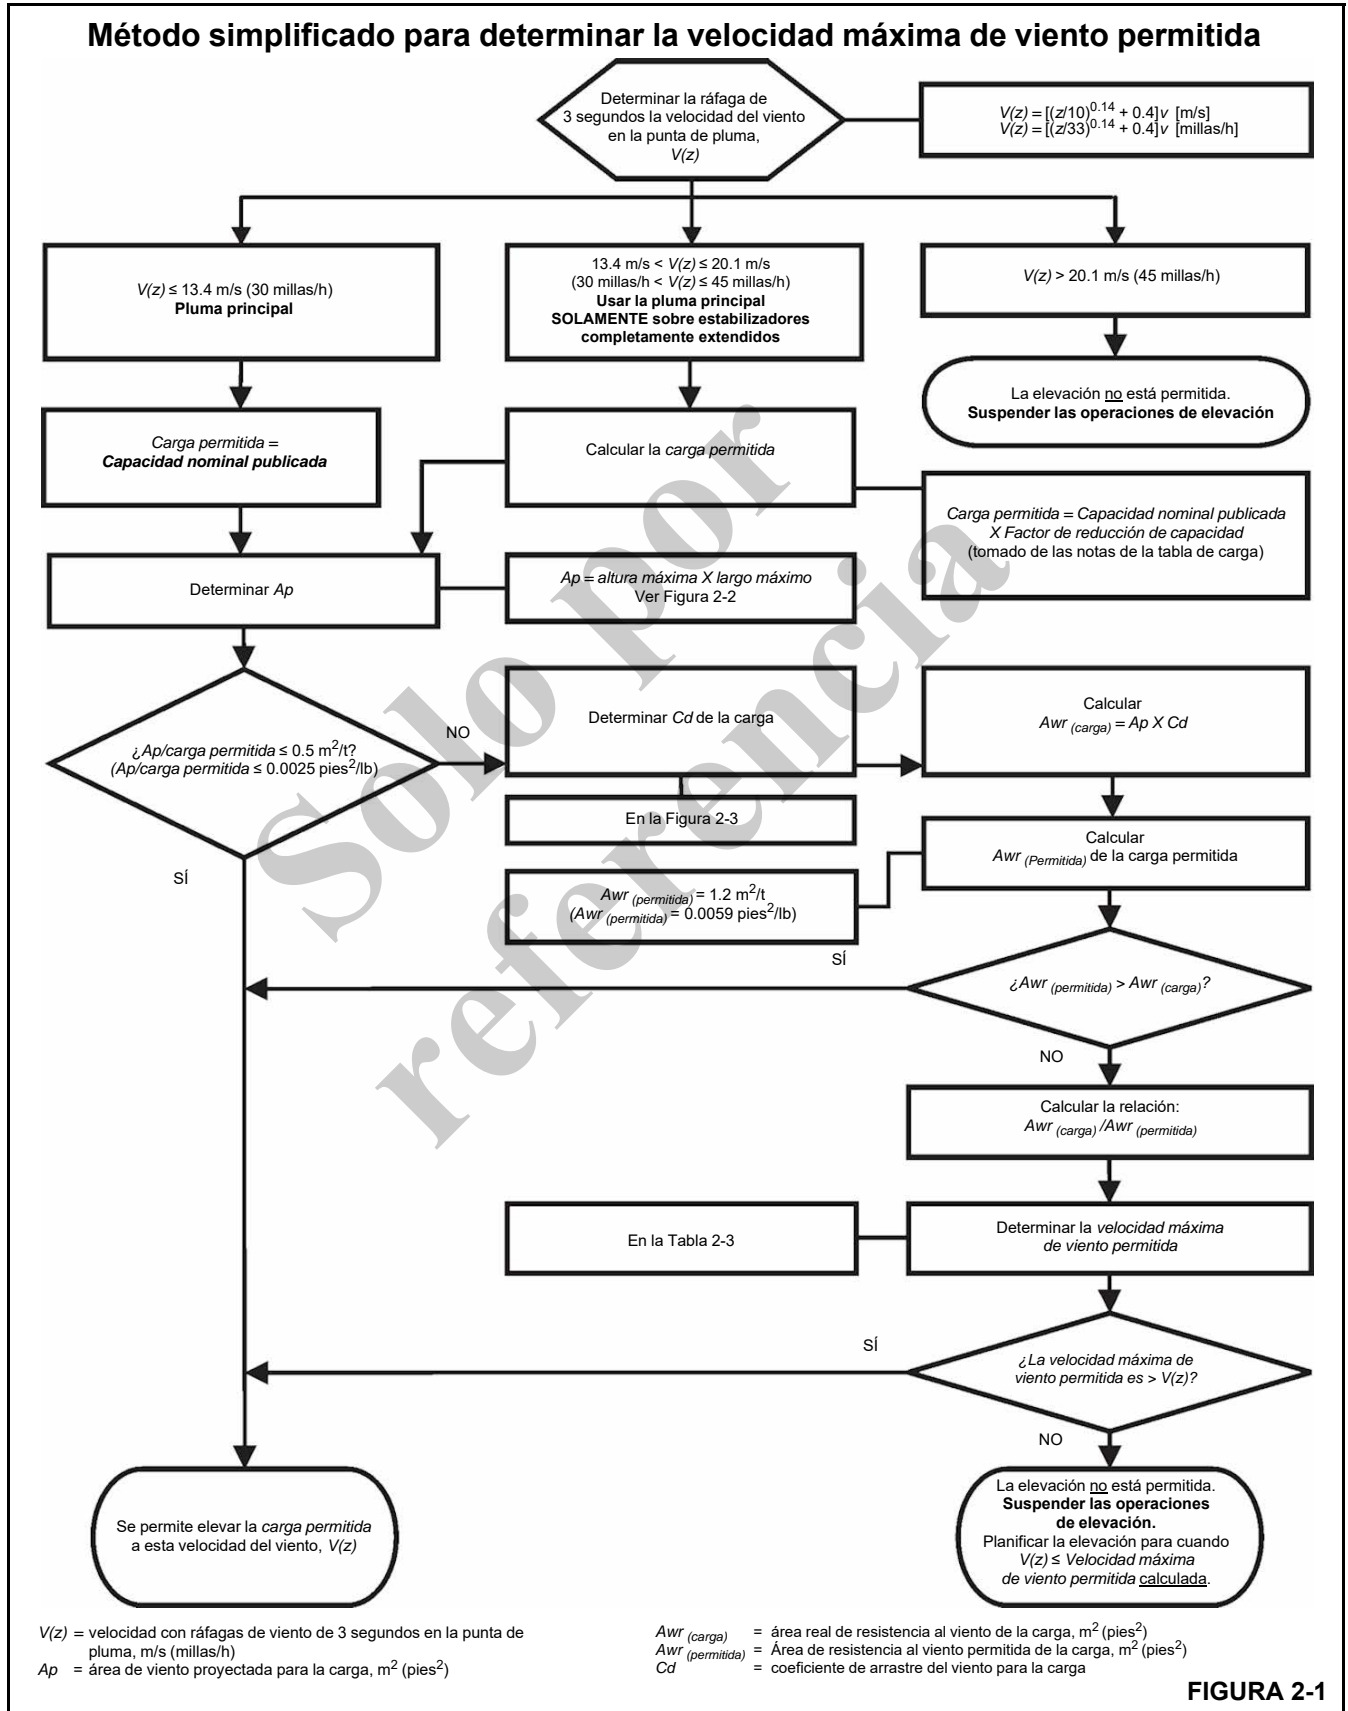 Método simplificado para determinar la velocidad máxima de viento permitida
Determinar la ráfaga de
3 segundos la velocidad del viento
en la punta de pluma,
V(z)
V(z) = [(z/10)^0.14 + 0.4]v [m/s]
V(z) = [(z/33)^0.14 + 0.4]v [millas/h]
V(z) ≤ 13.4 m/s (30 millas/h)
Pluma principal
13.4 m/s < V(z) ≤ 20.1 m/s
(30 millas/h < V(z) ≤ 45 millas/h)
Usar la pluma principal
SOLAMENTE sobre estabilizadores
completamente extendidos
V(z) > 20.1 m/s (45 millas/h)
La elevación no está permitida.
Suspender las operaciones de elevación
Carga permitida =
Capacidad nominal publicada
Calcular la carga permitida
Carga permitida = Capacidad nominal publicada
X Factor de reducción de capacidad
(tomado de las notas de la tabla de carga)
Determinar Ap
Ap = altura máxima X largo máximo
Ver Figura 2-2
¿Ap/carga permitida ≤ 0.5 m²/t?
(Ap/carga permitida ≤ 0.0025 pies²/lb)
NO
SÍ
Determinar Cd de la carga
En la Figura 2-3
Calcular
Awr (carga) = Ap X Cd
Calcular
Awr (Permitida) de la carga permitida
Awr (permitida) = 1.2 m²/t
(Awr (permitida) = 0.0059 pies²/lb)
SÍ
¿Awr (permitida) > Awr (carga)?
NO
Calcular la relación:
Awr (carga) /Awr (permitida)
En la Tabla 2-3
Determinar la velocidad máxima
de viento permitida
SÍ
¿La velocidad máxima de
viento permitida es > V(z)?
NO
Se permite elevar la carga permitida
a esta velocidad del viento, V(z)
La elevación no está permitida.
Suspender las operaciones
de elevación.
Planificar la elevación para cuando
V(z) ≤ Velocidad máxima
de viento permitida calculada.
V(z) = velocidad con ráfagas de viento de 3 segundos en la punta de
pluma, m/s (millas/h)
Ap = área de viento proyectada para la carga, m² (pies²)
Awr (carga) = área real de resistencia al viento de la carga, m² (pies²)
Awr (permitida) = Área de resistencia al viento permitida de la carga, m² (pies²)
Cd = coeficiente de arrastre del viento para la carga
FIGURA 2-1
Solo por
referencia